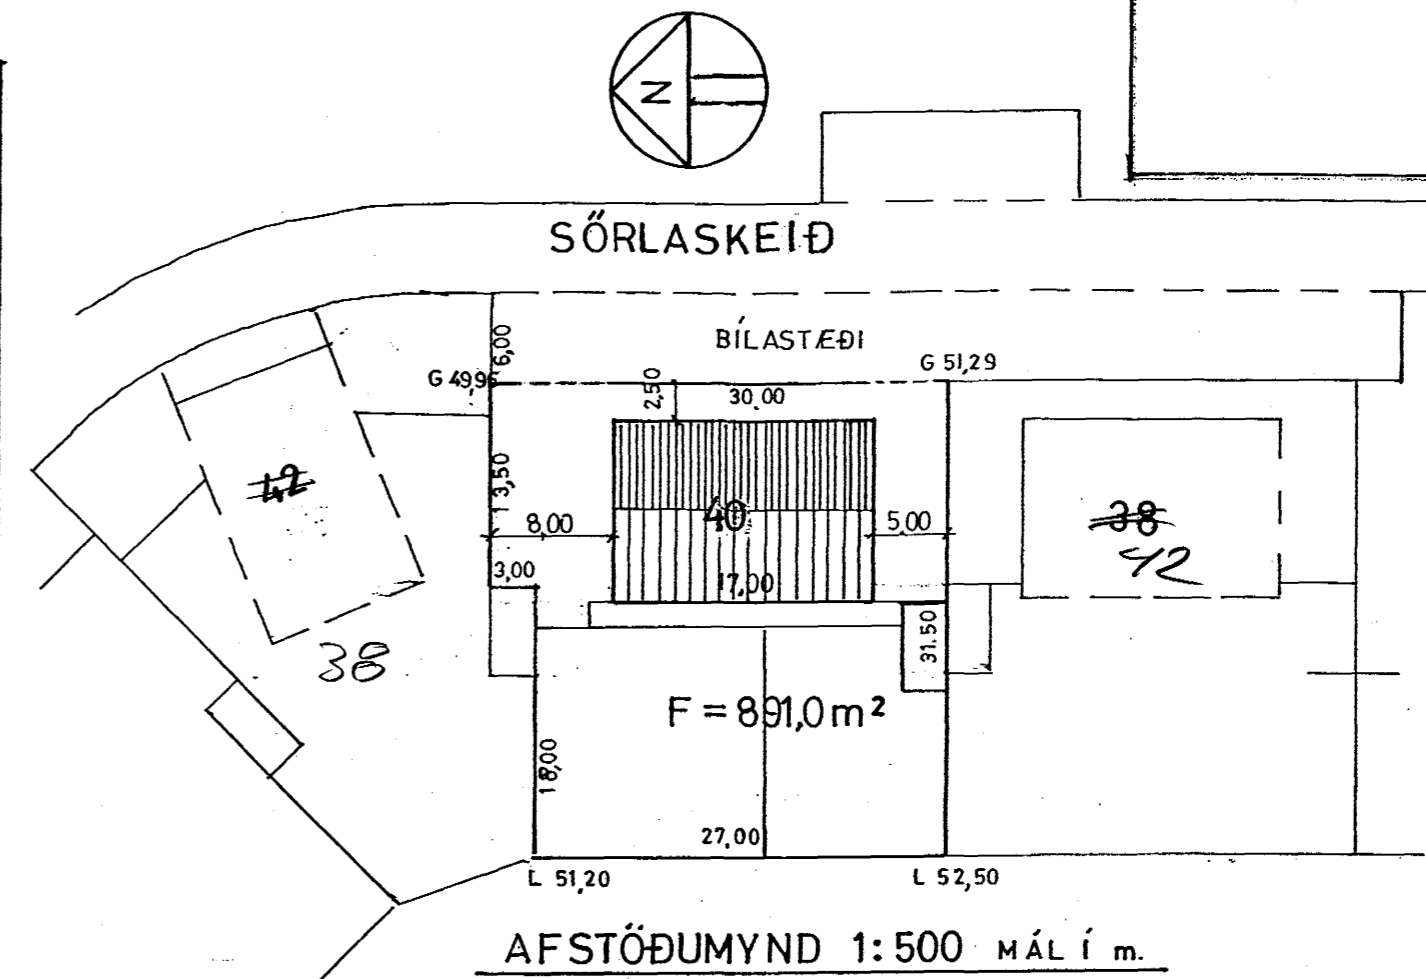 N
SŐRLASKEIÐ
BÍLASTÆÐI
6,00
G 49,96
G 51,29
2,50
30,00
42
13,50
40
38
42
8,00
5,00
3,00
17,00
31.50
38
F = 891,0 m²
18,00
27,00
L 51,20
L 52,50
AFSTÖÐUMYND 1:500 MÁL Í m.